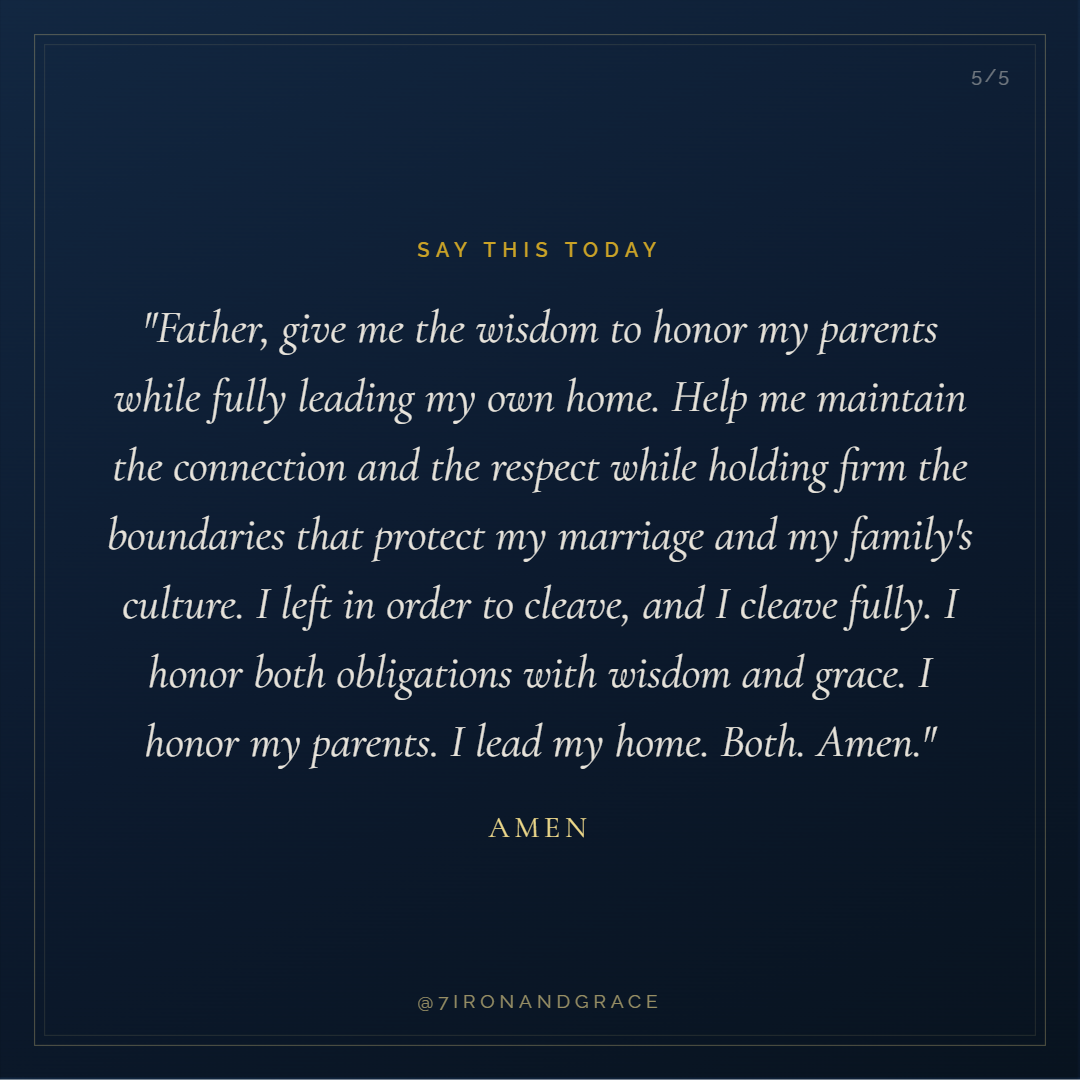 5/5
SAY THIS TODAY
"Father, give me the wisdom to honor my parents
while fully leading my own home. Help me maintain
the connection and the respect while holding firm the
boundaries that protect my marriage and my family's
culture. I left in order to cleave, and I cleave fully. I
honor both obligations with wisdom and grace. I
honor my parents. I lead my home. Both. Amen."
AMEN
@7IRONANDGRACE